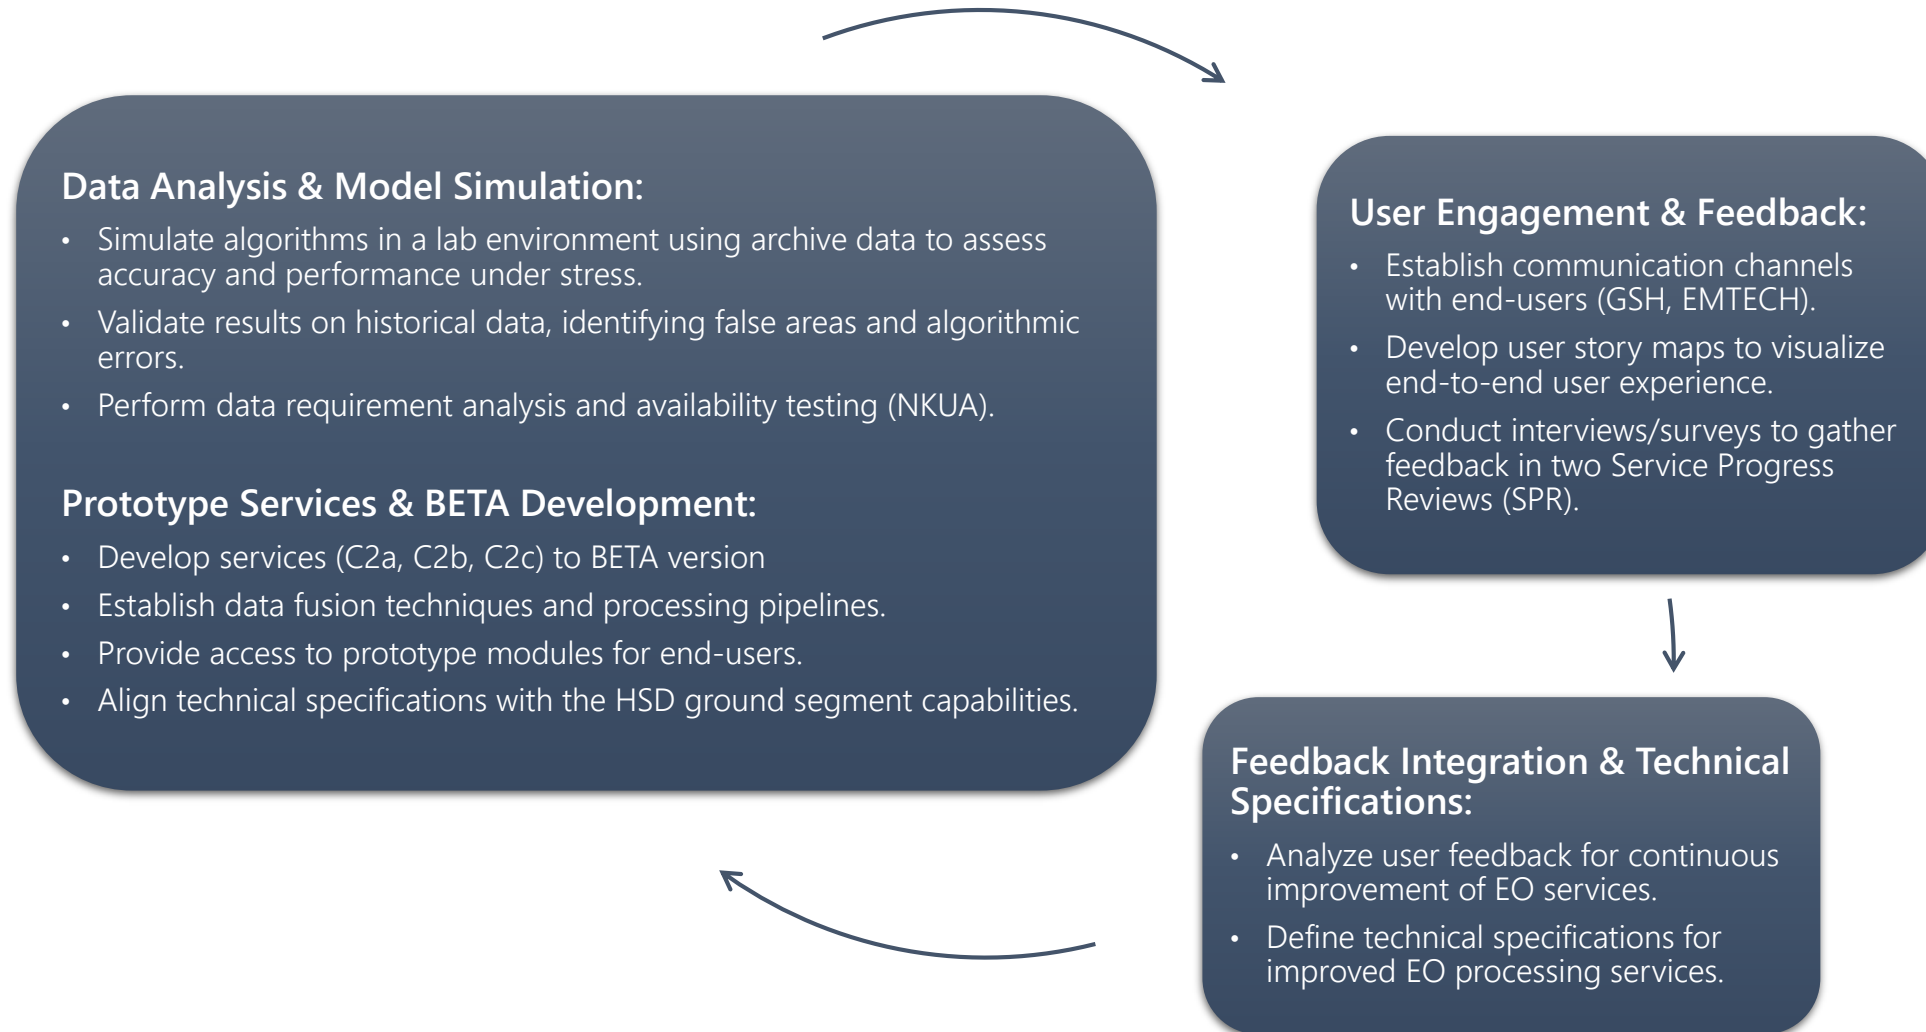 Data Analysis & Model Simulation:
• Simulate algorithms in a lab environment using archive data to assess
accuracy and performance under stress.
• Validate results on historical data, identifying false areas and algorithmic
errors.
• Perform data requirement analysis and availability testing (NKUA).
Prototype Services & BETA Development:
• Develop services (C2a, C2b, C2c) to BETA version
• Establish data fusion techniques and processing pipelines.
• Provide access to prototype modules for end-users.
• Align technical specifications with the HSD ground segment capabilities.
User Engagement & Feedback:
• Establish communication channels
with end-users (GSH, EMTECH).
• Develop user story maps to visualize
end-to-end user experience.
• Conduct interviews/surveys to gather
feedback in two Service Progress
Reviews (SPR).
Feedback Integration & Technical
Specifications:
• Analyze user feedback for continuous
improvement of EO services.
• Define technical specifications for
improved EO processing services.